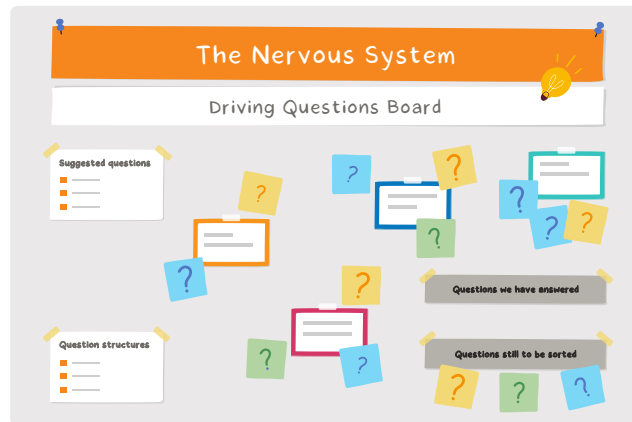 The Nervous System
Driving Questions Board
Suggested questions
?
?
?
?
?
?
?
?
Questions we have answered
?
?
?
Question structures
Questions still to be sorted
?
?
?